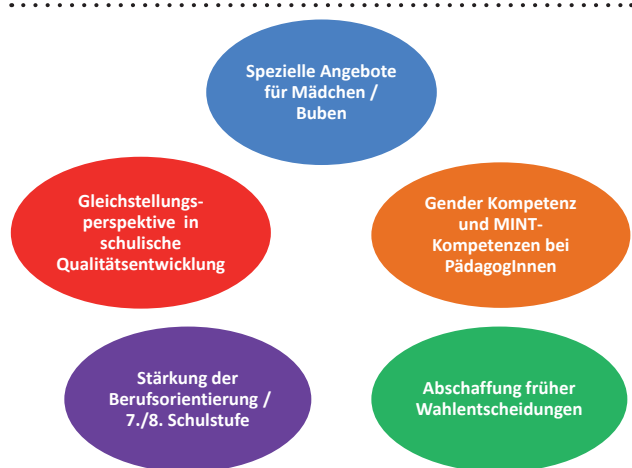 Spezielle Angebote
für Mädchen /
Buben
Gleichstellungs-
perspektive in
schulische
Qualitätsentwicklung
Gender Kompetenz
und MINT-
Kompetenzen bei
PädagogInnen
Stärkung der
Berufsorientierung /
7./8. Schulstufe
Abschaffung früher
Wahlentscheidungen